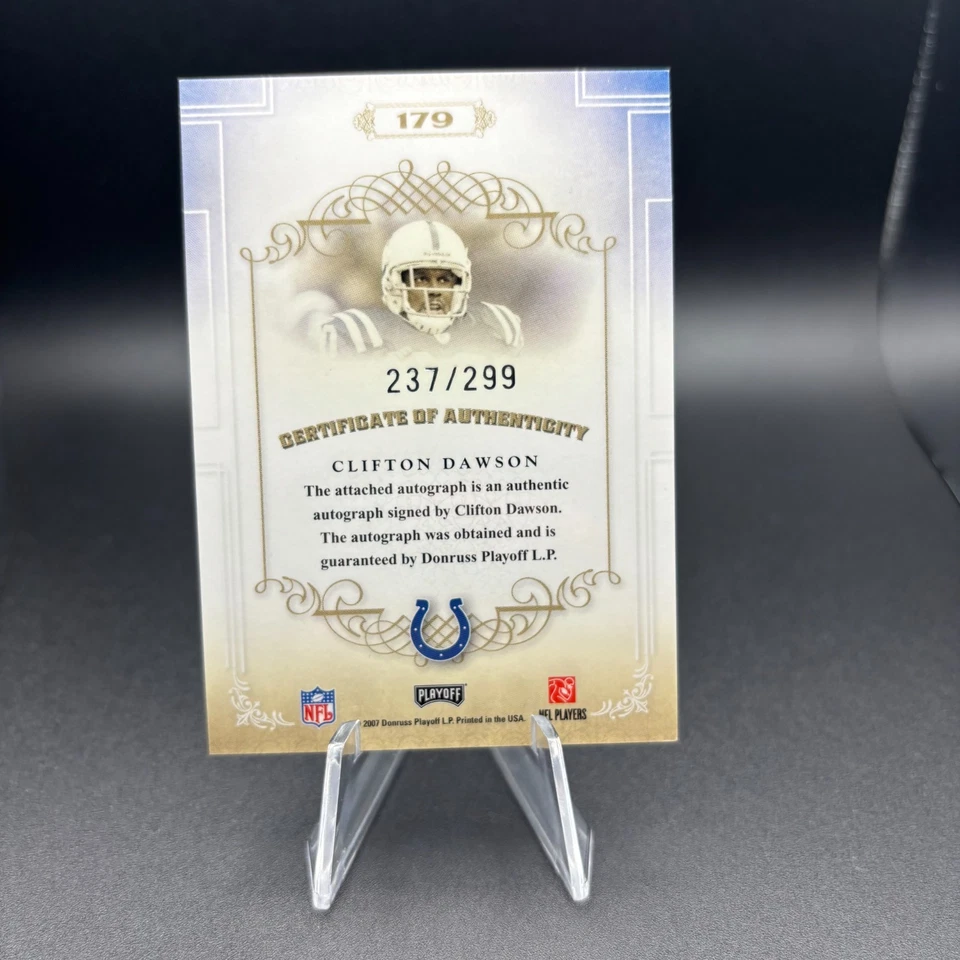 179
237/299
CERTIFICATE OF AUTHENTICITY
CLIFTON DAWSON
The attached autograph is an authentic
autograph signed by Clifton Dawson.
The autograph was obtained and is
guaranteed by Donruss Playoff L.P.
NFL
PLAYOFF
2007 Donruss Playoff L.P. Printed in the USA.
NFL PLAYERS